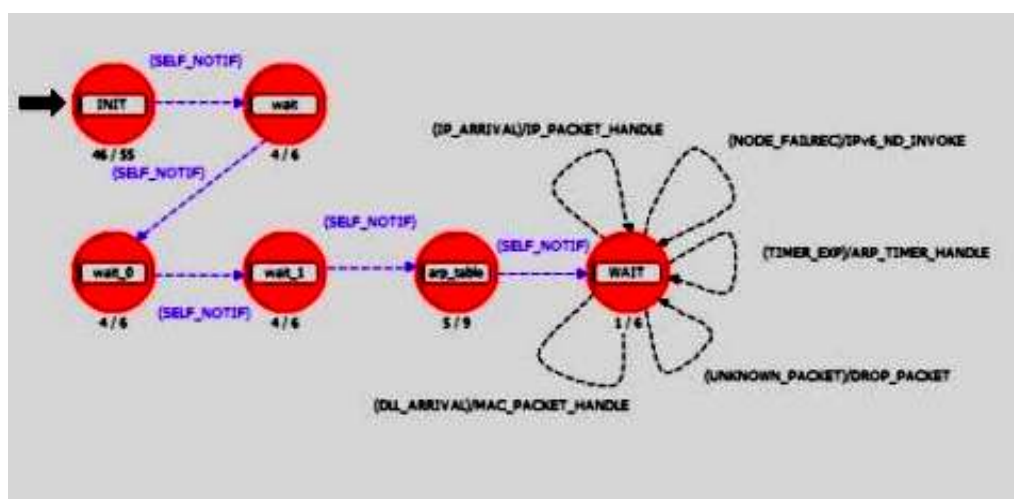 (SELF_NOTIF)
INIT
wait
46 / 55
4 / 6
(SELF_NOTIF)
(IP_ARRIVAL)/IP_PACKET_HANDLE
(NODE_FAILREC)/IPv6_ND_INVOKE
(SELF_NOTIF)
(SELF_NOTIF)
(TIMER_EXP)/ARP_TIMER_HANDLE
wait_0
wait_1
arp_table
WAIT
(SELF_NOTIF)
4 / 6
4 / 6
5 / 9
1 / 6
(UNKNOWN_PACKET)/DROP_PACKET
(DLL_ARRIVAL)/MAC_PACKET_HANDLE